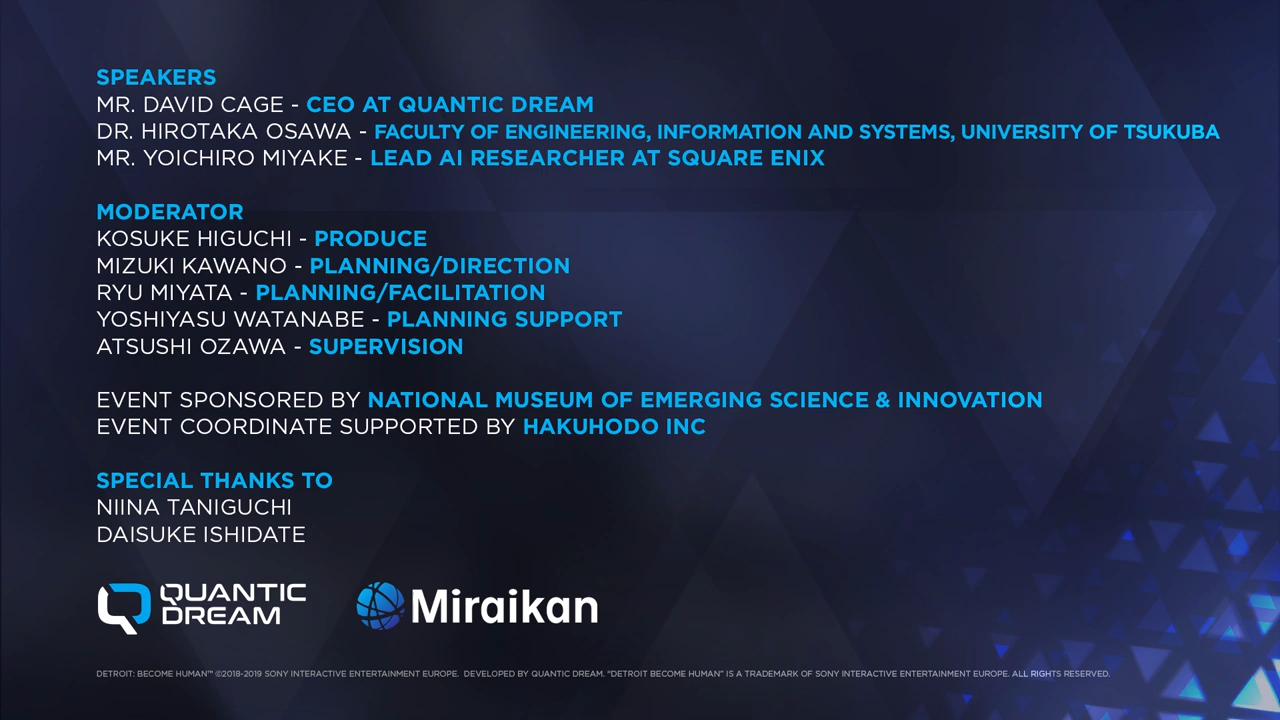 SPEAKERS
MR. DAVID CAGE - CEO AT QUANTIC DREAM
DR. HIROTAKA OSAWA - FACULTY OF ENGINEERING, INFORMATION AND SYSTEMS, UNIVERSITY OF TSUKUBA
MR. YOICHIRO MIYAKE - LEAD AI RESEARCHER AT SQUARE ENIX
MODERATOR
KOSUKE HIGUCHI - PRODUCE
MIZUKI KAWANO - PLANNING/DIRECTION
RYU MIYATA - PLANNING/FACILITATION
YOSHIYASU WATANABE - PLANNING SUPPORT
ATSUSHI OZAWA - SUPERVISION
EVENT SPONSORED BY NATIONAL MUSEUM OF EMERGING SCIENCE & INNOVATION
EVENT COORDINATE SUPPORTED BY HAKUHODO INC
SPECIAL THANKS TO
NIINA TANIGUCHI
DAISUKE ISHIDATE
QUANTIC
DREAM
Miraikan
DETROIT: BECOME HUMAN™ ©2018-2019 SONY INTERACTIVE ENTERTAINMENT EUROPE. DEVELOPED BY QUANTIC DREAM. "DETROIT BECOME HUMAN" IS A TRADEMARK OF SONY INTERACTIVE ENTERTAINMENT EUROPE. ALL RIGHTS RESERVED.